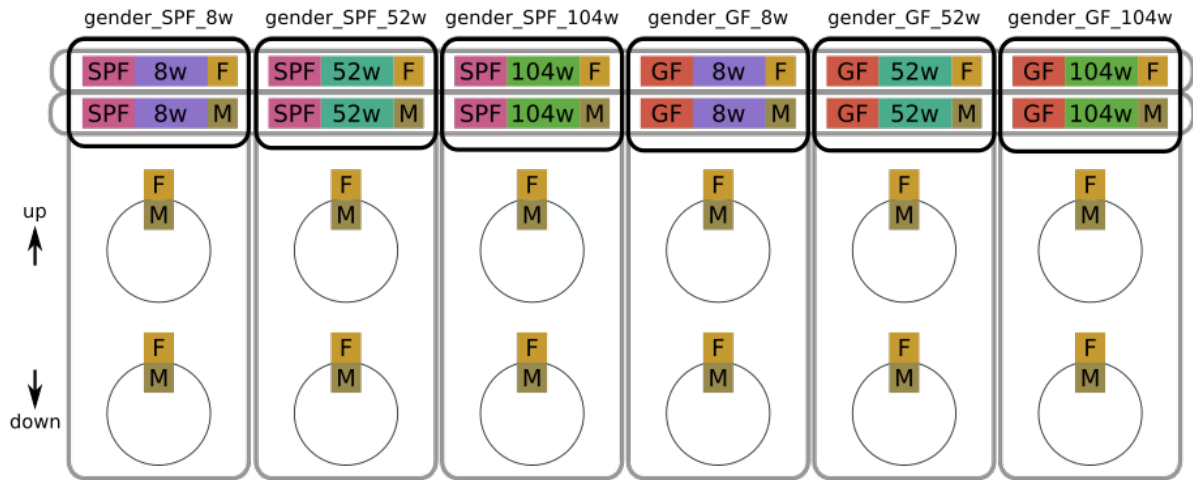 gender_SPF_8w gender_SPF_52w gender_SPF_104w gender_GF_8w gender_GF_52w gender_GF_104w
SPF 8w F SPF 52w F SPF 104w F GF 8w F GF 52w F GF 104w F
SPF 8w M SPF 52w M SPF 104w M GF 8w M GF 52w M GF 104w M
F F F F F F
up M M M M M M
F F F F F F
M M M M M M
down